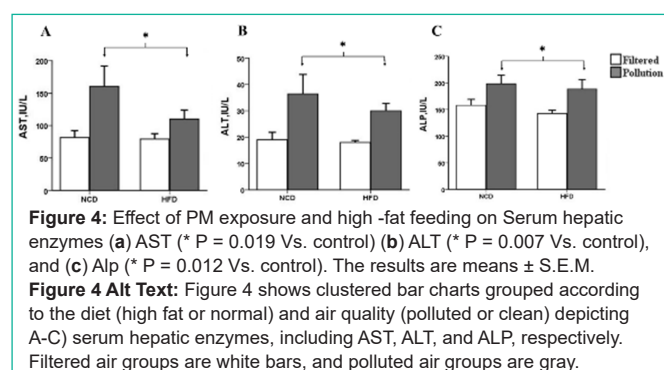 A
B
C
*
*
*
Filtered
Pollution
AST,IU/L
200
150
100
50
0
NCD
HFD
ALT,IU/L
50
40
30
20
10
0
NCD
HFD
ALP,IU/L
250
200
150
100
50
0
NCD
HFD
Figure 4: Effect of PM exposure and high -fat feeding on Serum hepatic
enzymes (a) AST (* P = 0.019 Vs. control) (b) ALT (* P = 0.007 Vs. control),
and (c) Alp (* P = 0.012 Vs. control). The results are means ± S.E.M.
Figure 4 Alt Text: Figure 4 shows clustered bar charts grouped according
to the diet (high fat or normal) and air quality (polluted or clean) depicting
A-C) serum hepatic enzymes, including AST, ALT, and ALP, respectively.
Filtered air groups are white bars, and polluted air groups are gray.